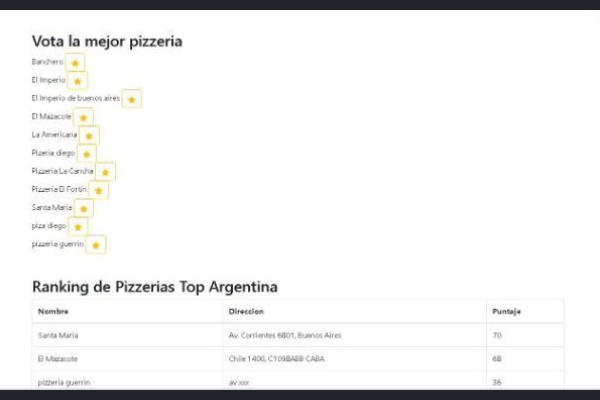 Vota la mejor pizzeria
Banchero
El Imperio
El Imperio de buenos aires
El Mazacote
La Americana
Pizeria diego
Pizzeria La Cancha
Pizzeria El Fortin
Santa Maria
piza diego
pizzeria guerrin
Ranking de Pizzerias Top Argentina
Nombre Direccion Puntaje
Santa Maria Av. Corrientes 6801, Buenos Aires 70
El Mazacote Chile 1400, C1098ABB CABA 68
pizzeria guerrin av xxx 36